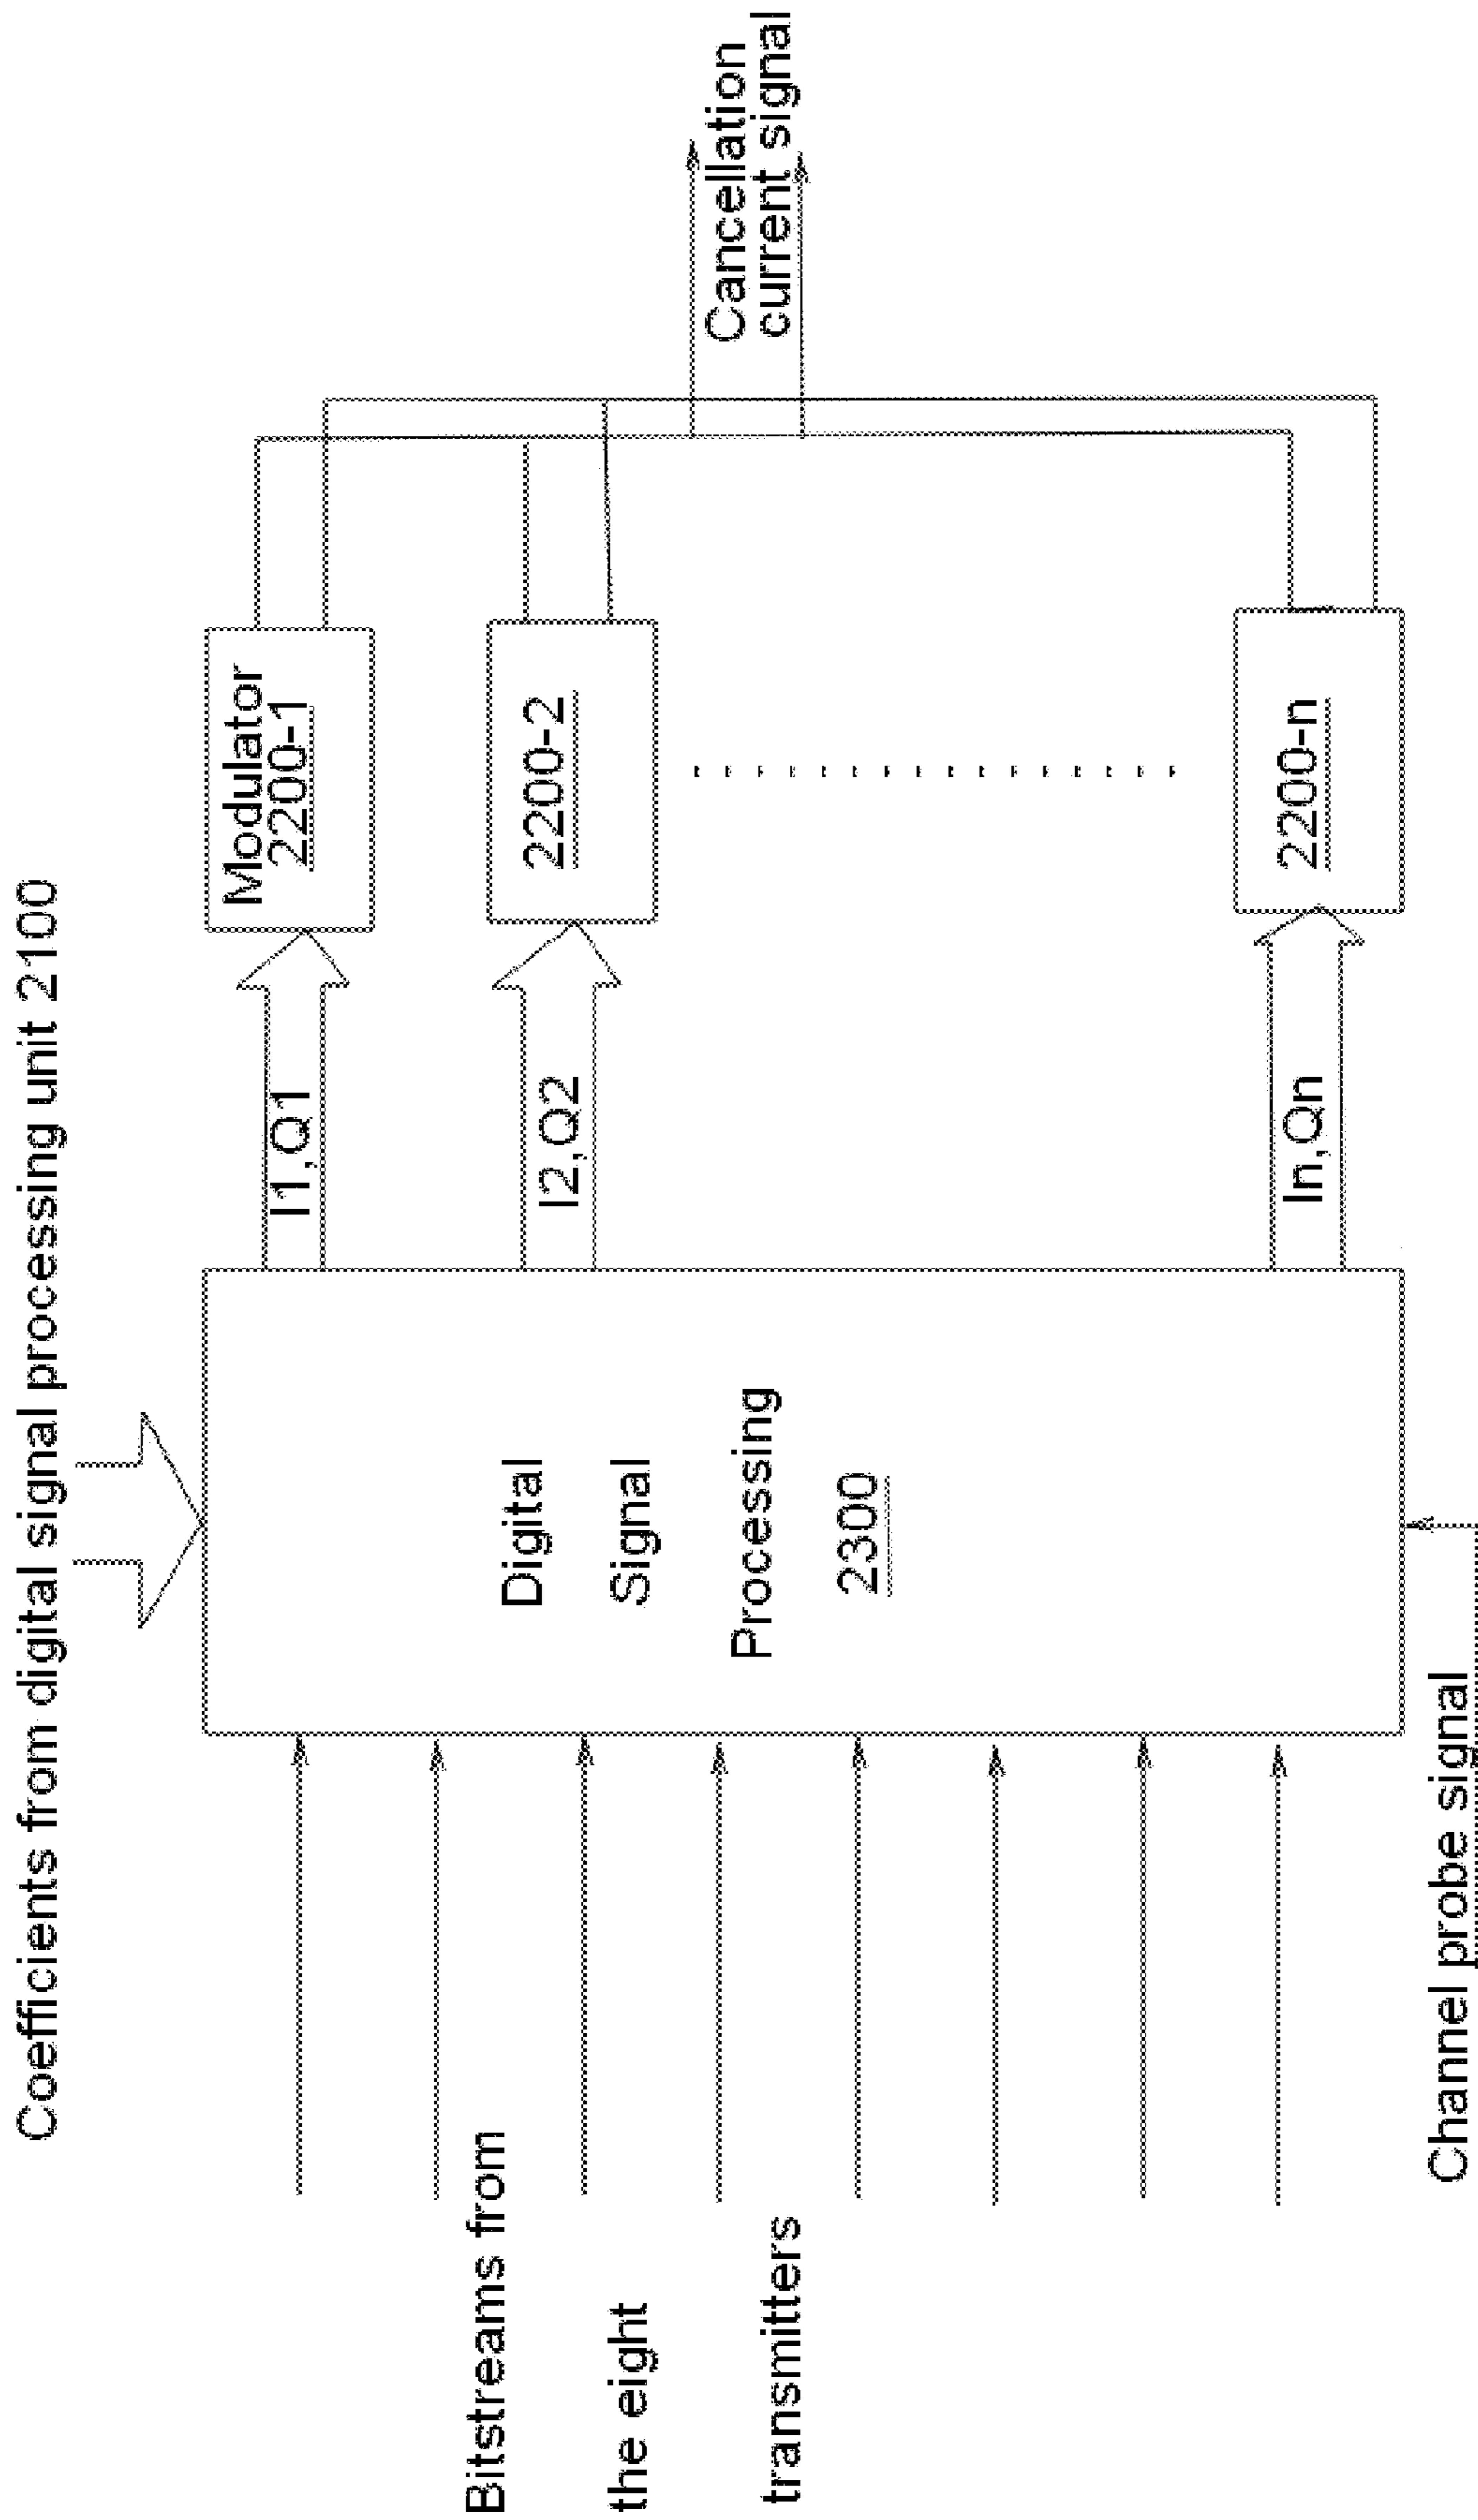 Coefficients from digital signal processing unit 2100
Bitstreams from
the eight
transmitters
Digital
Signal
Processing
2300
I1,Q1
I2,Q2
In,Qn
Modulator
2200-1
2200-2
2200-n
Cancellation
current signal
Channel probe signal